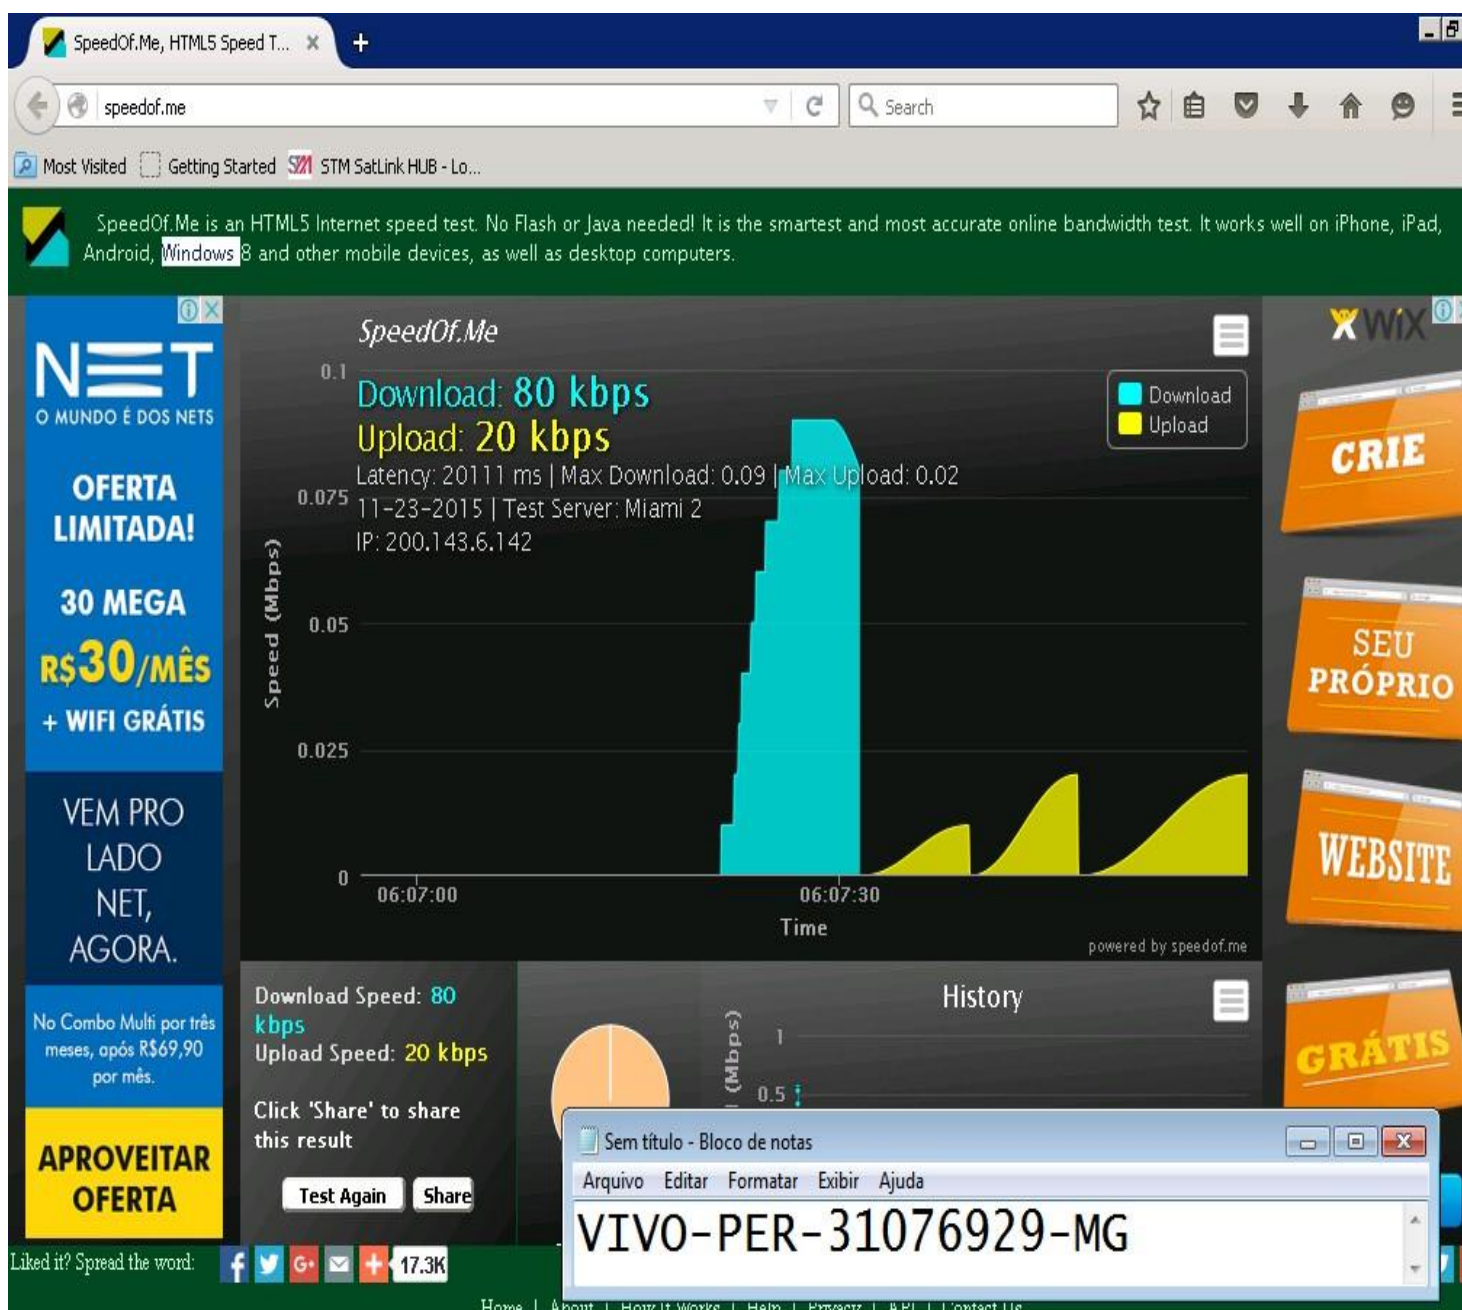 SpeedOf.Me, HTML5 Speed T...
speedof.me
Search
Most Visited
Getting Started
STM SatLink HUB - Lo...
SpeedOf.Me is an HTML5 Internet speed test. No Flash or Java needed! It is the smartest and most accurate online bandwidth test. It works well on iPhone, iPad,
Android, Windows 8 and other mobile devices, as well as desktop computers.
NET
O MUNDO É DOS NETS
OFERTA
LIMITADA!
30 MEGA
R$30/MÊS
+ WIFI GRÁTIS
VEM PRO
LADO
NET,
AGORA.
No Combo Multi por três
meses, após R$69,90
por mês.
APROVEITAR
OFERTA
SpeedOf.Me
Download: 80 kbps
Upload: 20 kbps
Latency: 20111 ms | Max Download: 0.09 | Max Upload: 0.02
11-23-2015 | Test Server: Miami 2
IP: 200.143.6.142
Download
Upload
Speed (Mbps)
0.1
0.075
0.05
0.025
0
06:07:00
06:07:30
Time
powered by speedof.me
WIX
CRIE
SEU
PRÓPRIO
WEBSITE
GRÁTIS
Download Speed: 80
kbps
Upload Speed: 20 kbps
Click 'Share' to share
this result
Test Again
Share
History
(Mbps)
1
0.5
Sem título - Bloco de notas
Arquivo Editar Formatar Exibir Ajuda
VIVO-PER-31076929-MG
Liked it? Spread the word:
17.3K
Home | About | How It Works | Help | Privacy | API | Contact Us